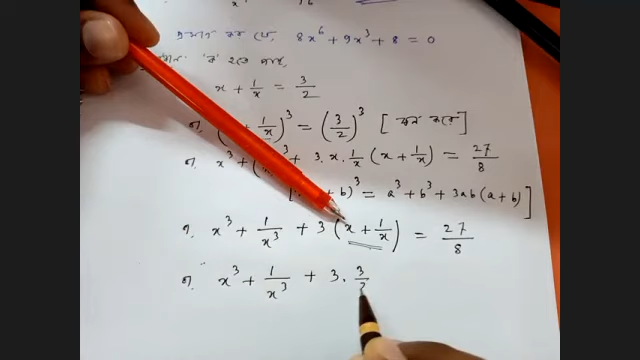 প্রমাণ কর যে, 8x⁶ + 9x³ + 8 = 0
'ক' হতে পাই,
x + 1/x = 3/2
বা, ( + 1/x)³ = (3/2)³ [ঘন করে]
বা, x³ + ( ³ + 3.x.1/x (x + 1/x) = 27/8
[ + b)³ = a³ + b³ + 3ab(a + b)]
বা, x³ + 1/x³ + 3(x + 1/x) = 27/8
বা, x³ + 1/x³ + 3. 3/2